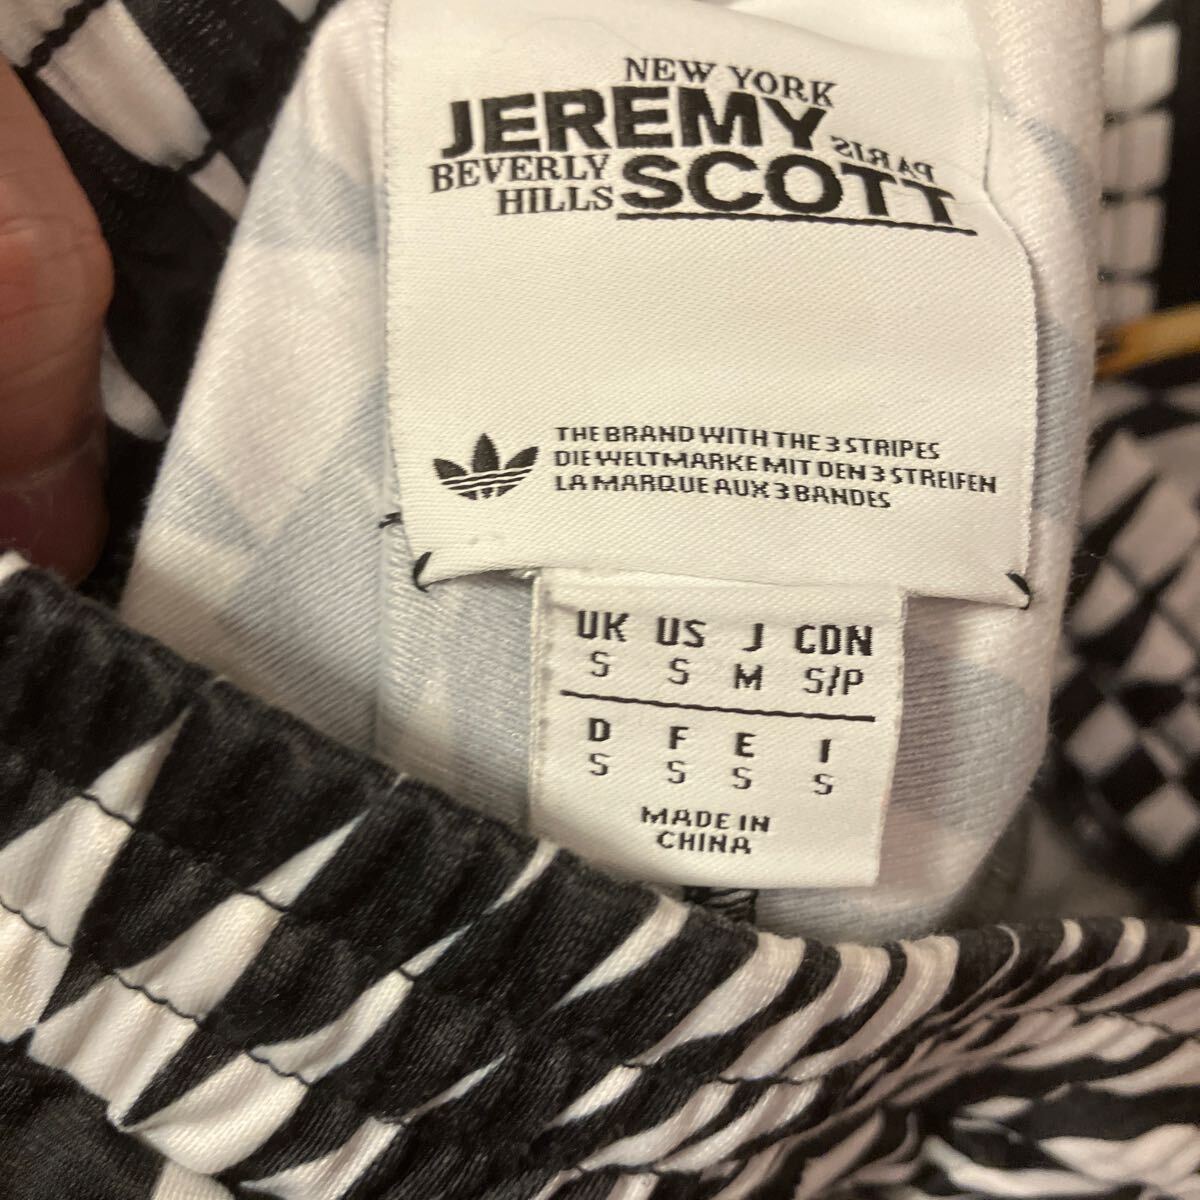 NEW YORK
JEREMY
PARIS
BEVERLY
HILLS
SCOTT
THE BRAND WITH THE 3 STRIPES
DIE WELTMARKE MIT DEN 3 STREIFEN
LA MARQUE AUX 3 BANDES
UK US J CDN
S S M S/P
D F E I
S S S S
MADE IN
CHINA